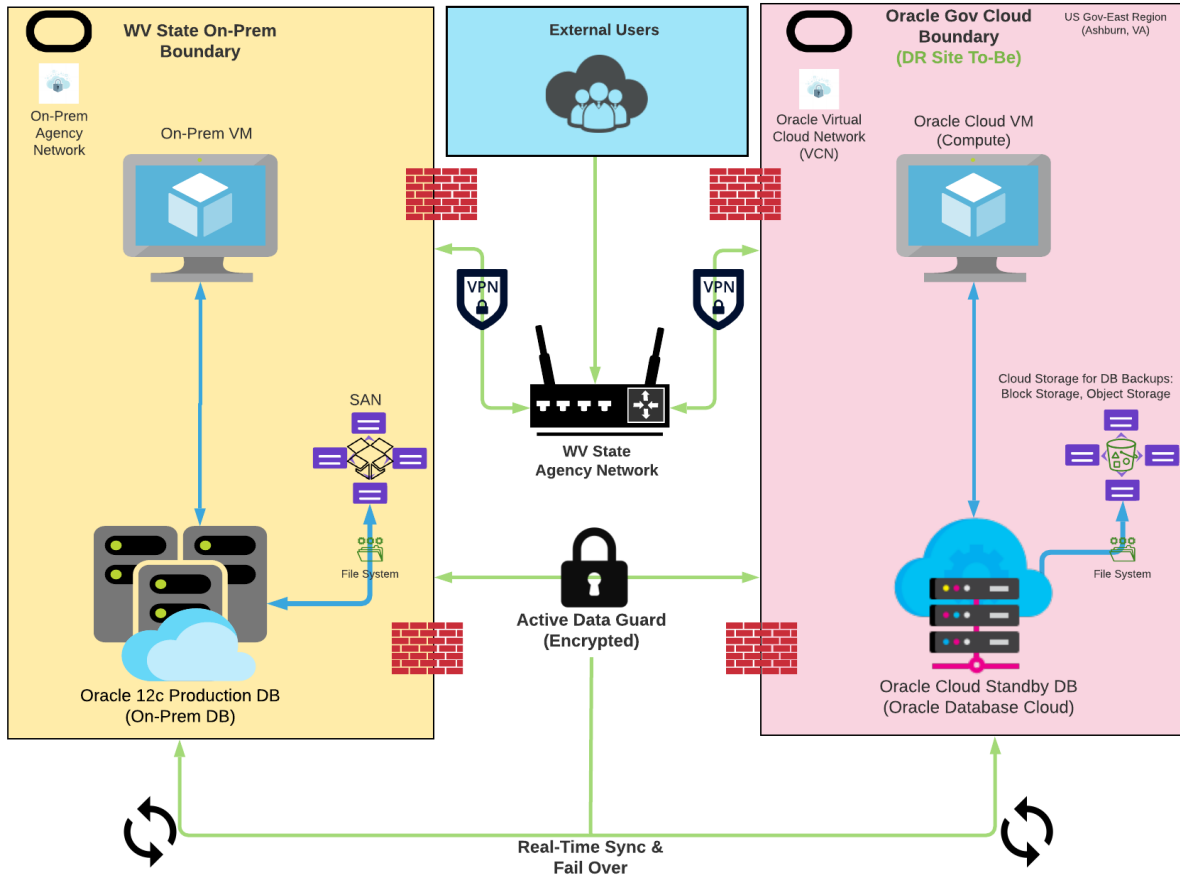 WV State On-Prem
Boundary
On-Prem
Agency
Network
On-Prem VM
SAN
File System
Oracle 12c Production DB
(On-Prem DB)
External Users
VPN
VPN
WV State
Agency Network
Active Data Guard
(Encrypted)
Real-Time Sync &
Fail Over
Oracle Gov Cloud
Boundary
(DR Site To-Be)
US Gov-East Region
(Ashburn, VA)
Oracle Virtual
Cloud Network
(VCN)
Oracle Cloud VM
(Compute)
Cloud Storage for DB Backups:
Block Storage, Object Storage
File System
Oracle Cloud Standby DB
(Oracle Database Cloud)